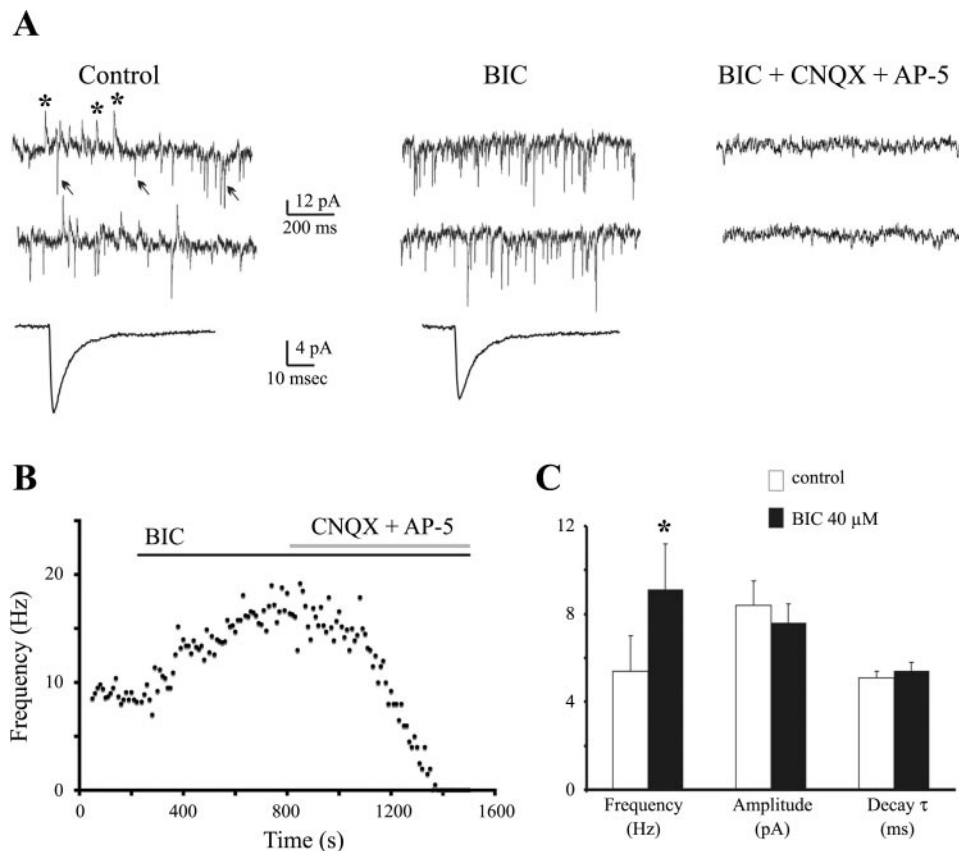 A
Control
BIC
BIC + CNQX + AP-5
* * *
12 pA
200 ms
4 pA
10 msec
B
BIC
CNQX + AP-5
Frequency (Hz)
20
10
0
0 400 800 1200 1600
Time (s)
C
control
BIC 40 µM
*
12
8
4
0
Frequency (Hz)
Amplitude (pA)
Decay τ (ms)